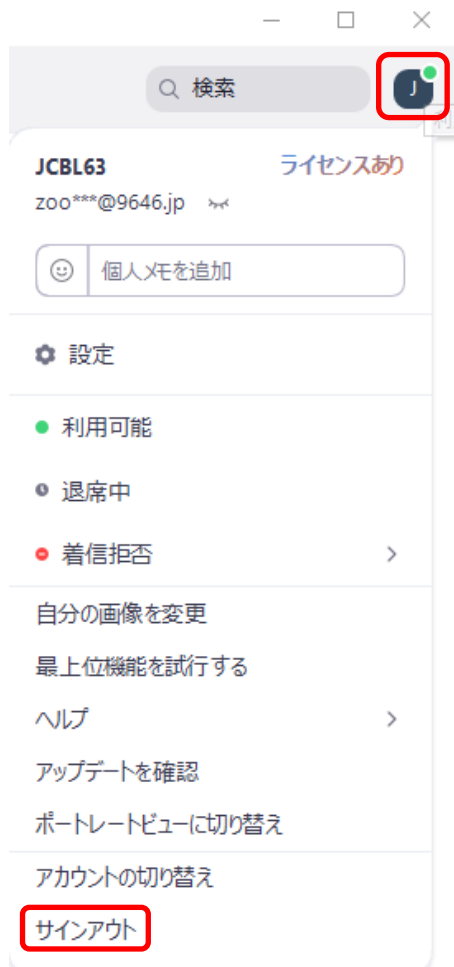 検索
J
JCBL63 ライセンスあり
zoo***@9646.jp
個人メモを追加
設定
利用可能
退席中
着信拒否
自分の画像を変更
最上位機能を試行する
ヘルプ
アップデートを確認
ポートレートビューに切り替え
アカウントの切り替え
サインアウト